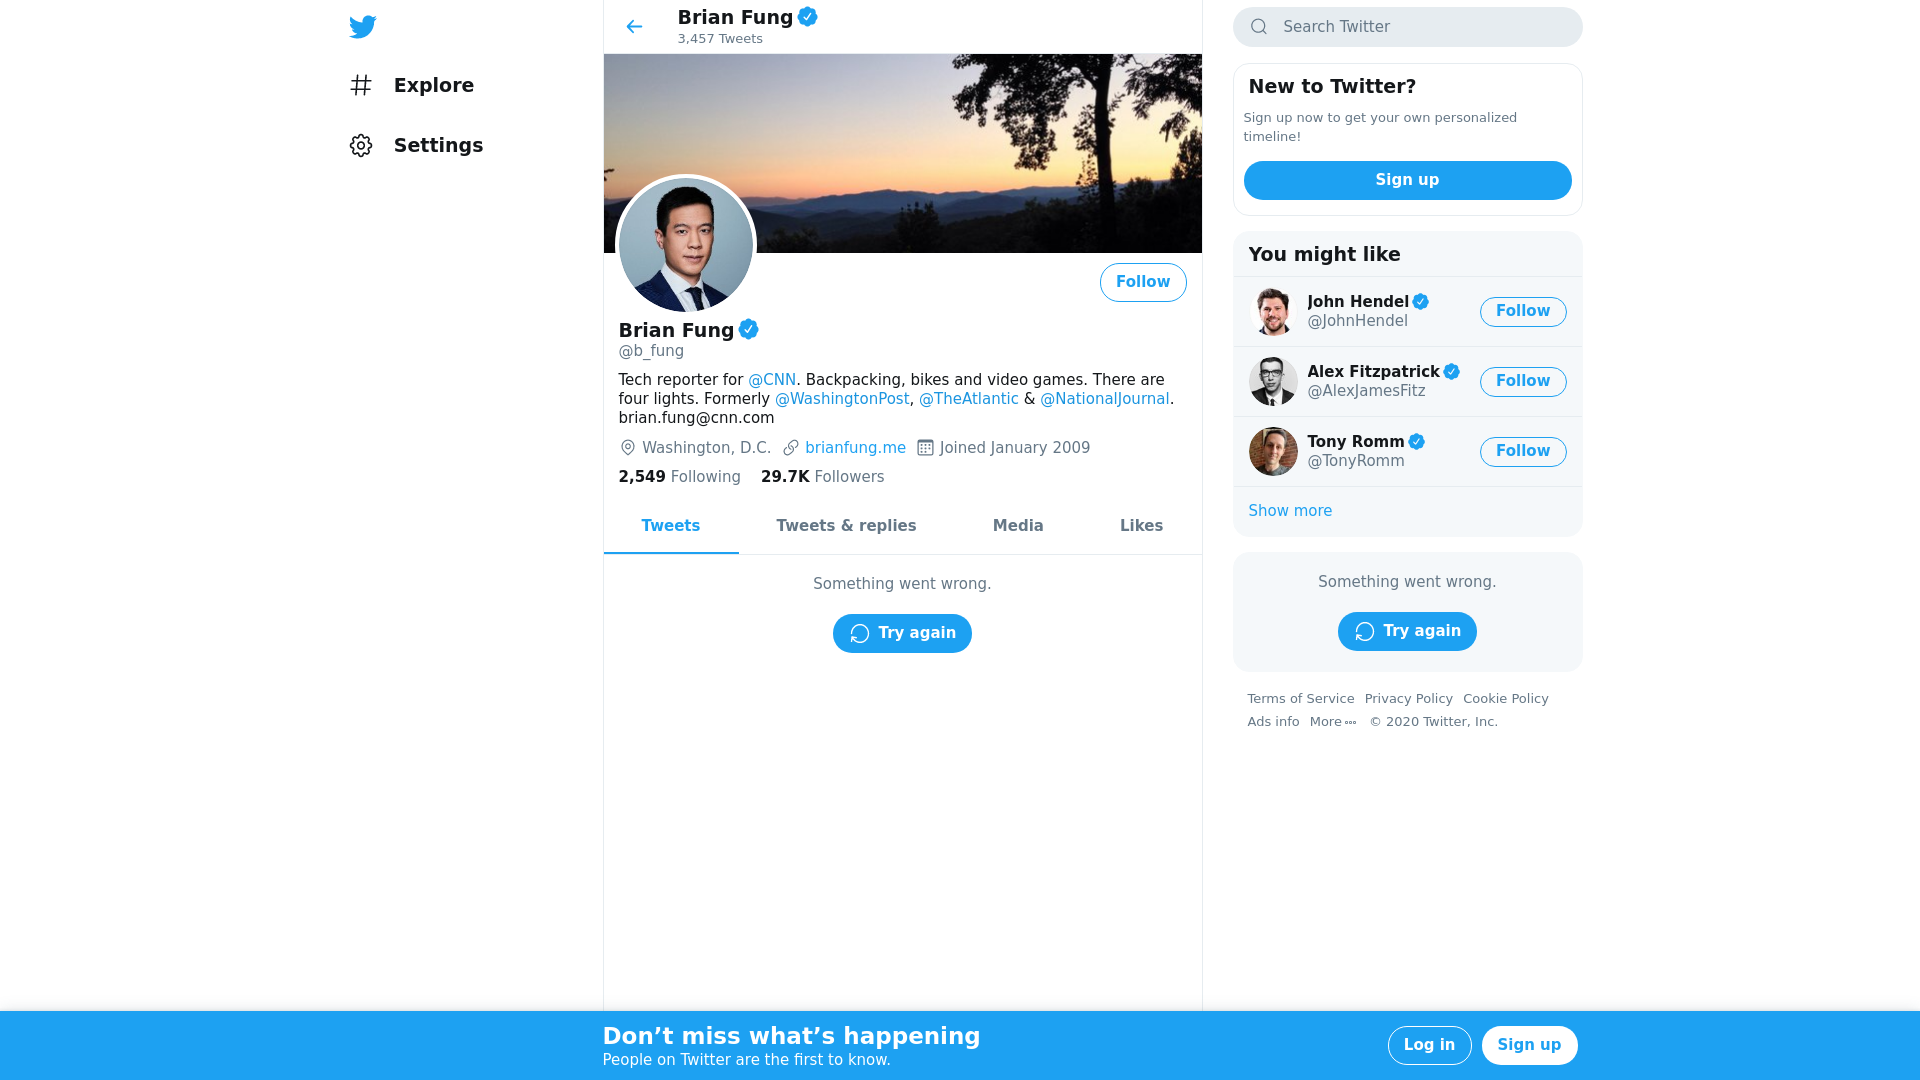 Explore
Settings
Brian Fung
3,457 Tweets
Follow
Brian Fung
@b_fung
Tech reporter for @CNN. Backpacking, bikes and video games. There are
four lights. Formerly @WashingtonPost, @TheAtlantic & @NationalJournal.
brian.fung@cnn.com
Washington, D.C. brianfung.me Joined January 2009
2,549 Following 29.7K Followers
Tweets Tweets & replies Media Likes
Something went wrong.
Try again
Search Twitter
New to Twitter?
Sign up now to get your own personalized
timeline!
Sign up
You might like
John Hendel
@JohnHendel
Follow
Alex Fitzpatrick
@AlexJamesFitz
Follow
Tony Romm
@TonyRomm
Follow
Show more
Something went wrong.
Try again
Terms of Service Privacy Policy Cookie Policy
Ads info More © 2020 Twitter, Inc.
Don’t miss what’s happening
People on Twitter are the first to know.
Log in Sign up